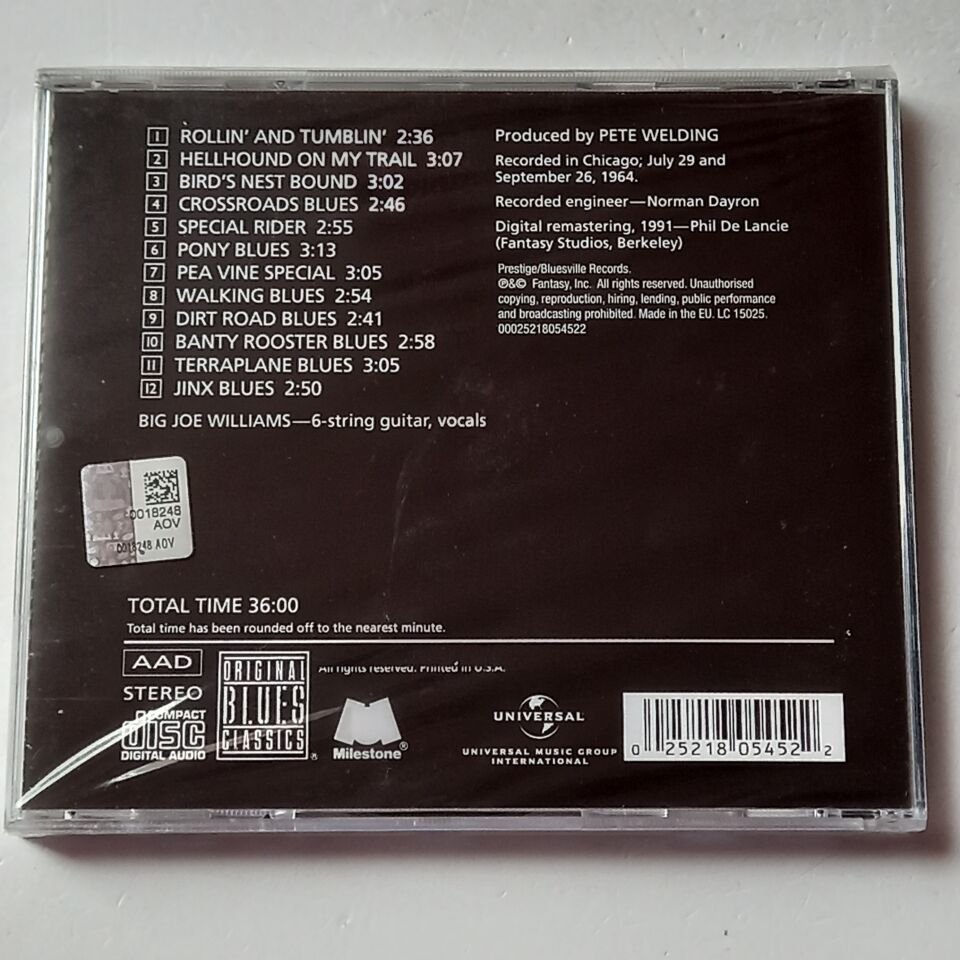 1 ROLLIN' AND TUMBLIN' 2:36
2 HELLHOUND ON MY TRAIL 3:07
3 BIRD'S NEST BOUND 3:02
4 CROSSROADS BLUES 2:46
5 SPECIAL RIDER 2:55
6 PONY BLUES 3:13
7 PEA VINE SPECIAL 3:05
8 WALKING BLUES 2:54
9 DIRT ROAD BLUES 2:41
10 BANTY ROOSTER BLUES 2:58
11 TERRAPLANE BLUES 3:05
12 JINX BLUES 2:50
BIG JOE WILLIAMS—6-string guitar, vocals
Produced by PETE WELDING
Recorded in Chicago; July 29 and
September 26, 1964.
Recorded engineer—Norman Dayron
Digital remastering, 1991—Phil De Lancie
(Fantasy Studios, Berkeley)
Prestige/Bluesville Records.
℗&© Fantasy, Inc. All rights reserved. Unauthorised
copying, reproduction, hiring, lending, public performance
and broadcasting prohibited. Made in the EU. LC 15025.
00025218054522
0018248
AOV
0018248 AOV
TOTAL TIME 36:00
Total time has been rounded off to the nearest minute.
AAD
STEREO
COMPACT
DISC
DIGITAL AUDIO
ORIGINAL
BLUES
CLASSICS
®
All rights reserved. Printed in U.S.A.
Milestone®
UNIVERSAL
UNIVERSAL MUSIC GROUP
INTERNATIONAL
0 25218 05452 2